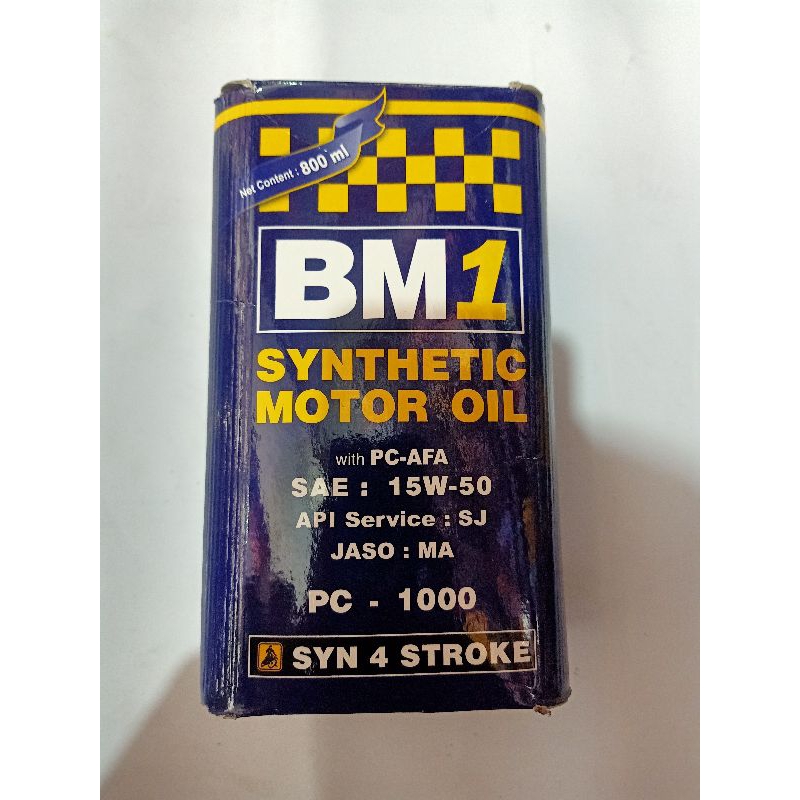 Net Content : 800 ml
BM1
SYNTHETIC
MOTOR OIL
with PC-AFA
SAE : 15W-50
API Service : SJ
JASO : MA
PC - 1000
SYN 4 STROKE